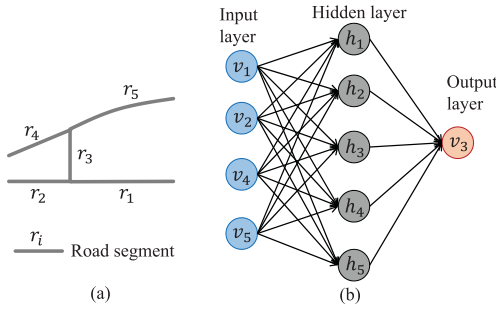 r₅
r₄
r₃
r₂
r₁
rᵢ Road segment
(a)
Input
layer
Hidden layer
Output
layer
v₁
v₂
v₄
v₅
h₁
h₂
h₃
h₄
h₅
v₃
(b)